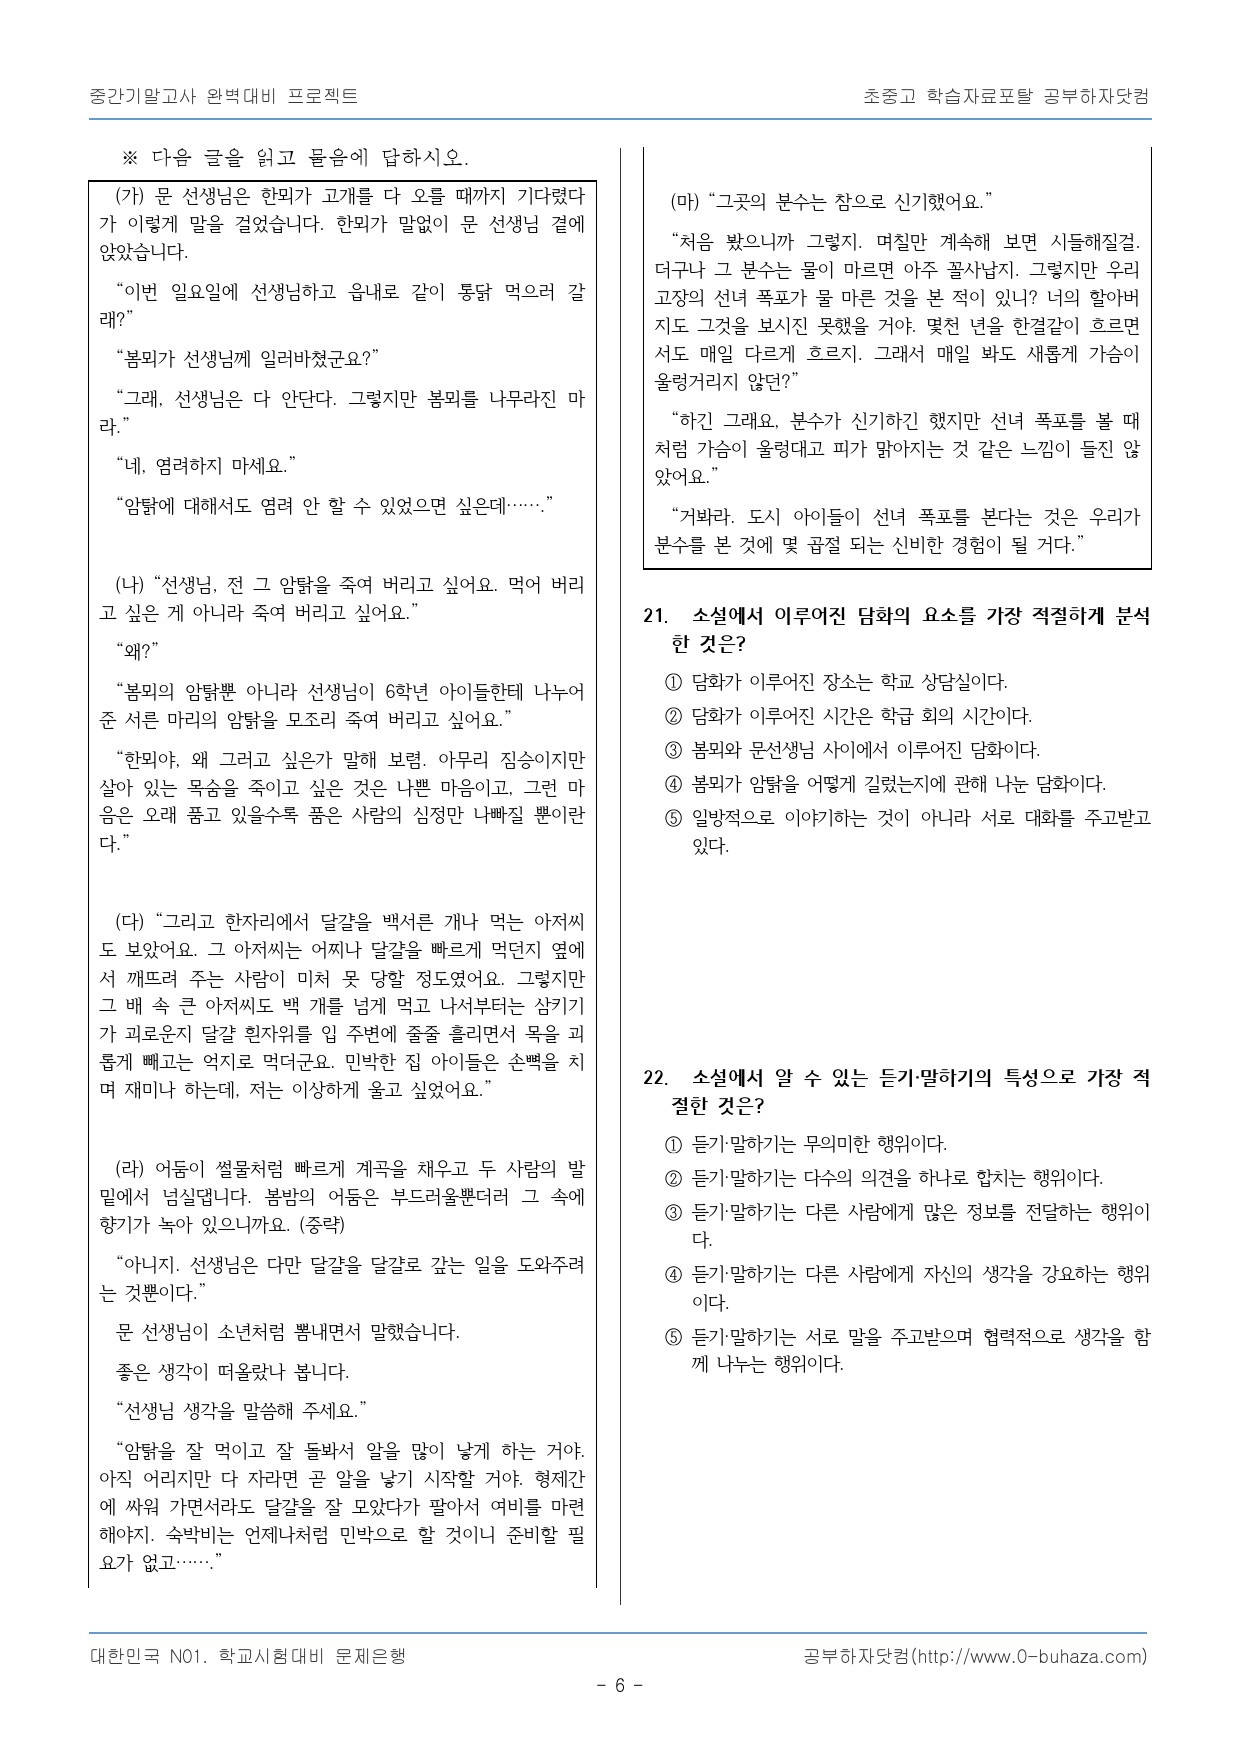 중간기말고사 완벽대비 프로젝트
초중고 학습자료포탈 공부하자닷컴
※ 다음 글을 읽고 물음에 답하시오.
(가) 문 선생님은 한뫼가 고개를 다 오를 때까지 기다렸다
가 이렇게 말을 걸었습니다. 한뫼가 말없이 문 선생님 곁에
앉았습니다.
“이번 일요일에 선생님하고 읍내로 같이 통닭 먹으러 갈
래?”
“봄뫼가 선생님께 일러바쳤군요?”
“그래, 선생님은 다 안단다. 그렇지만 봄뫼를 나무라진 마
라.”
“네, 염려하지 마세요.”
“암탉에 대해서도 염려 안 할 수 있었으면 싶은데…….”
(나) “선생님, 전 그 암탉을 죽여 버리고 싶어요. 먹어 버리
고 싶은 게 아니라 죽여 버리고 싶어요.”
“왜?”
“봄뫼의 암탉뿐 아니라 선생님이 6학년 아이들한테 나누어
준 서른 마리의 암탉을 모조리 죽여 버리고 싶어요.”
“한뫼야, 왜 그러고 싶은가 말해 보렴. 아무리 짐승이지만
살아 있는 목숨을 죽이고 싶은 것은 나쁜 마음이고, 그런 마
음은 오래 품고 있을수록 품은 사람의 심정만 나빠질 뿐이란
다.”
(다) “그리고 한자리에서 달걀을 백서른 개나 먹는 아저씨
도 보았어요. 그 아저씨는 어찌나 달걀을 빠르게 먹던지 옆에
서 깨뜨려 주는 사람이 미처 못 당할 정도였어요. 그렇지만
그 배 속 큰 아저씨도 백 개를 넘게 먹고 나서부터는 삼키기
가 괴로운지 달걀 흰자위를 입 주변에 줄줄 흘리면서 목을 괴
롭게 빼고는 억지로 먹더군요. 민박한 집 아이들은 손뼉을 치
며 재미나 하는데, 저는 이상하게 울고 싶었어요.”
(라) 어둠이 썰물처럼 빠르게 계곡을 채우고 두 사람의 발
밑에서 넘실댑니다. 봄밤의 어둠은 부드러울뿐더러 그 속에
향기가 녹아 있으니까요. (중략)
“아니지. 선생님은 다만 달걀을 달걀로 갚는 일을 도와주려
는 것뿐이다.”
문 선생님이 소년처럼 뽐내면서 말했습니다.
좋은 생각이 떠올랐나 봅니다.
“선생님 생각을 말씀해 주세요.”
“암탉을 잘 먹이고 잘 돌봐서 알을 많이 낳게 하는 거야.
아직 어리지만 다 자라면 곧 알을 낳기 시작할 거야. 형제간
에 싸워 가면서라도 달걀을 잘 모았다가 팔아서 여비를 마련
해야지. 숙박비는 언제나처럼 민박으로 할 것이니 준비할 필
요가 없고…….”
(마) “그곳의 분수는 참으로 신기했어요.”
“처음 봤으니까 그렇지. 며칠만 계속해 보면 시들해질걸.
더구나 그 분수는 물이 마르면 아주 꼴사납지. 그렇지만 우리
고장의 선녀 폭포가 물 마른 것을 본 적이 있니? 너의 할아버
지도 그것을 보시진 못했을 거야. 몇천 년을 한결같이 흐르면
서도 매일 다르게 흐르지. 그래서 매일 봐도 새롭게 가슴이
울렁거리지 않던?”
“하긴 그래요, 분수가 신기하긴 했지만 선녀 폭포를 볼 때
처럼 가슴이 울렁대고 피가 맑아지는 것 같은 느낌이 들진 않
았어요.”
“거봐라. 도시 아이들이 선녀 폭포를 본다는 것은 우리가
분수를 본 것에 몇 곱절 되는 신비한 경험이 될 거다.”
21. 소설에서 이루어진 담화의 요소를 가장 적절하게 분석
한 것은?
① 담화가 이루어진 장소는 학교 상담실이다.
② 담화가 이루어진 시간은 학급 회의 시간이다.
③ 봄뫼와 문선생님 사이에서 이루어진 담화이다.
④ 봄뫼가 암탉을 어떻게 길렀는지에 관해 나눈 담화이다.
⑤ 일방적으로 이야기하는 것이 아니라 서로 대화를 주고받고
있다.
22. 소설에서 알 수 있는 듣기·말하기의 특성으로 가장 적
절한 것은?
① 듣기·말하기는 무의미한 행위이다.
② 듣기·말하기는 다수의 의견을 하나로 합치는 행위이다.
③ 듣기·말하기는 다른 사람에게 많은 정보를 전달하는 행위이
다.
④ 듣기·말하기는 다른 사람에게 자신의 생각을 강요하는 행위
이다.
⑤ 듣기·말하기는 서로 말을 주고받으며 협력적으로 생각을 함
께 나누는 행위이다.
대한민국 N01. 학교시험대비 문제은행
공부하자닷컴(http://www.0-buhaza.com)
- 6 -